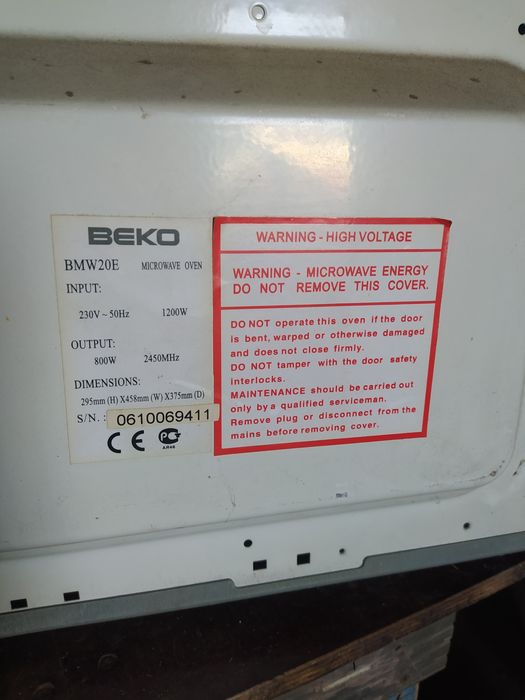 BEKO
BMW20E MICROWAVE OVEN
INPUT:
230V ~ 50Hz 1200W
OUTPUT:
800W 2450MHz
DIMENSIONS:
295mm (H) X458mm (W) X375mm (D)
S/N.: 0610069411
CE
WARNING - HIGH VOLTAGE
WARNING - MICROWAVE ENERGY
DO NOT REMOVE THIS COVER.
DO NOT operate this oven if the door
is bent, warped or otherwise damaged
and does not close firmly.
DO NOT tamper with the door safety
interlocks.
MAINTENANCE should be carried out
only by a qualified serviceman.
Remove plug or disconnect from the
mains before removing cover.